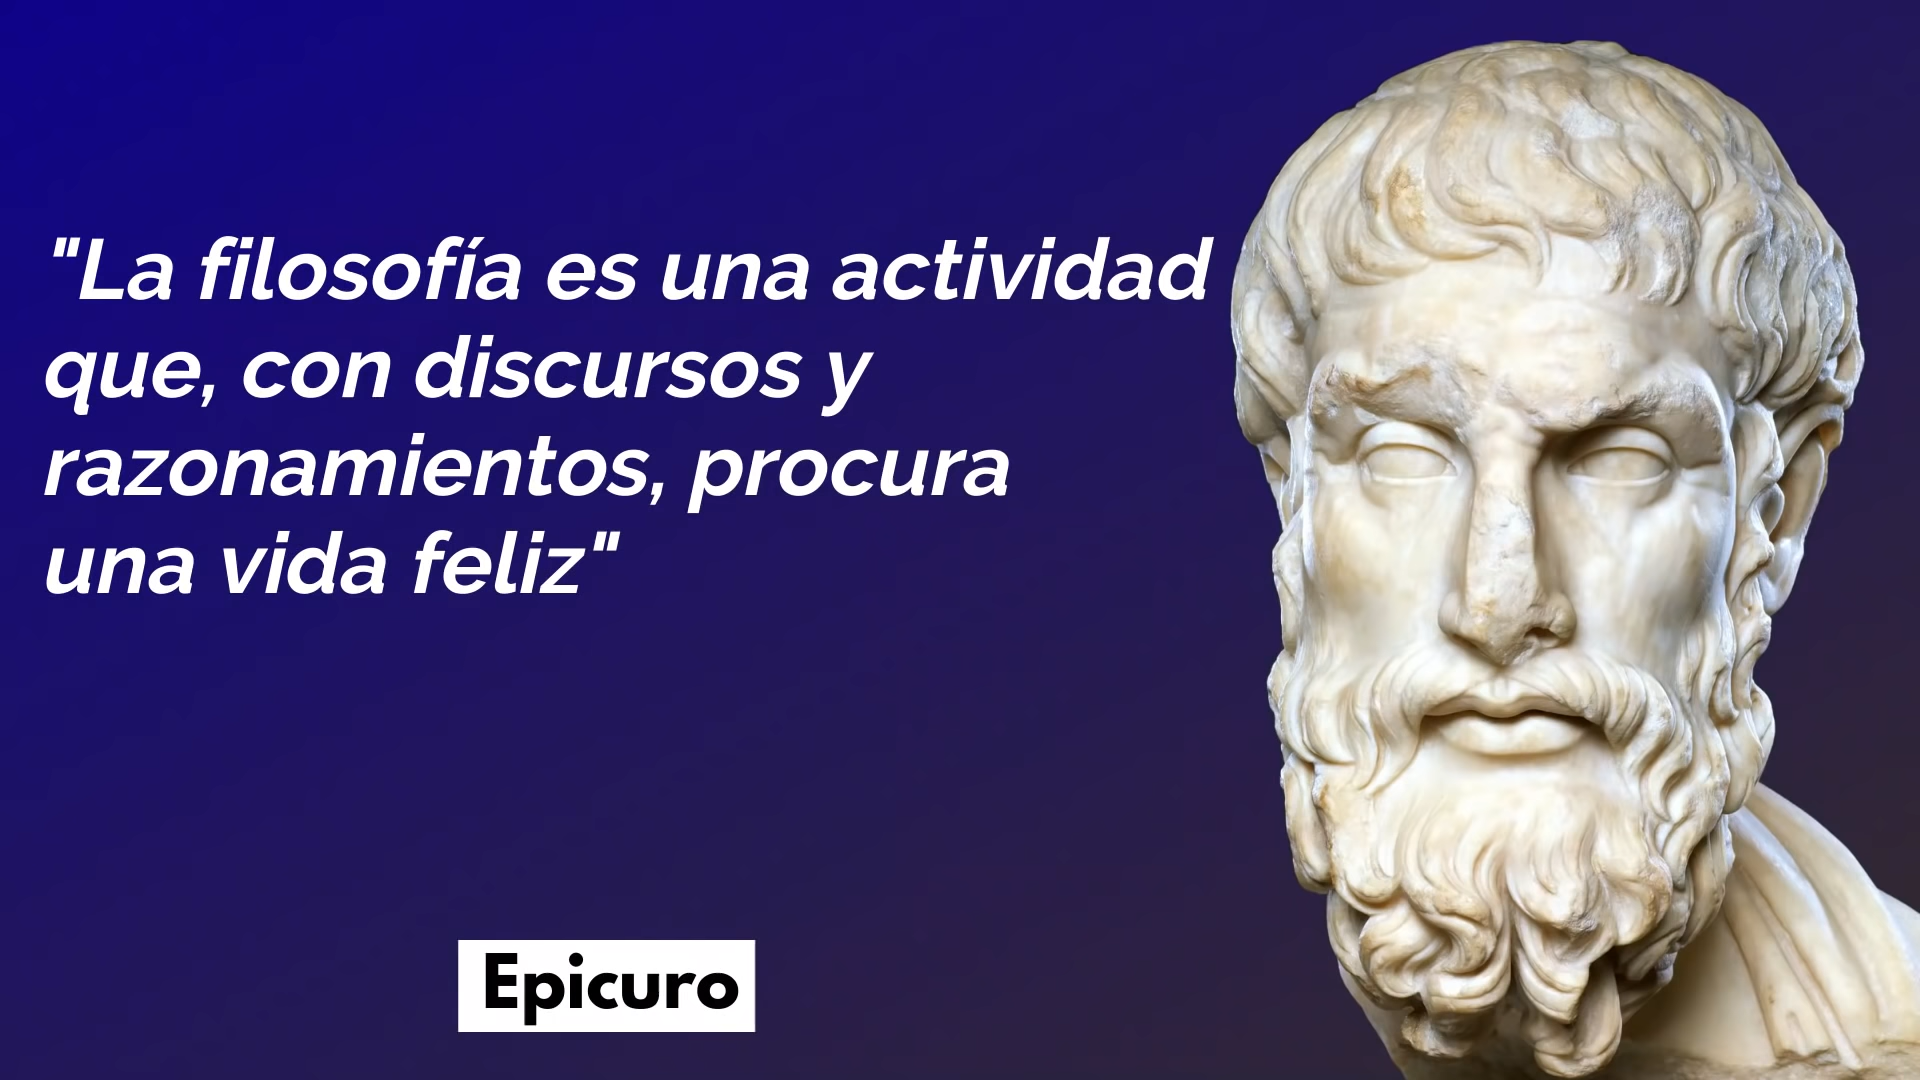 "La filosofía es una actividad
que, con discursos y
razonamientos, procura
una vida feliz"
Epicuro